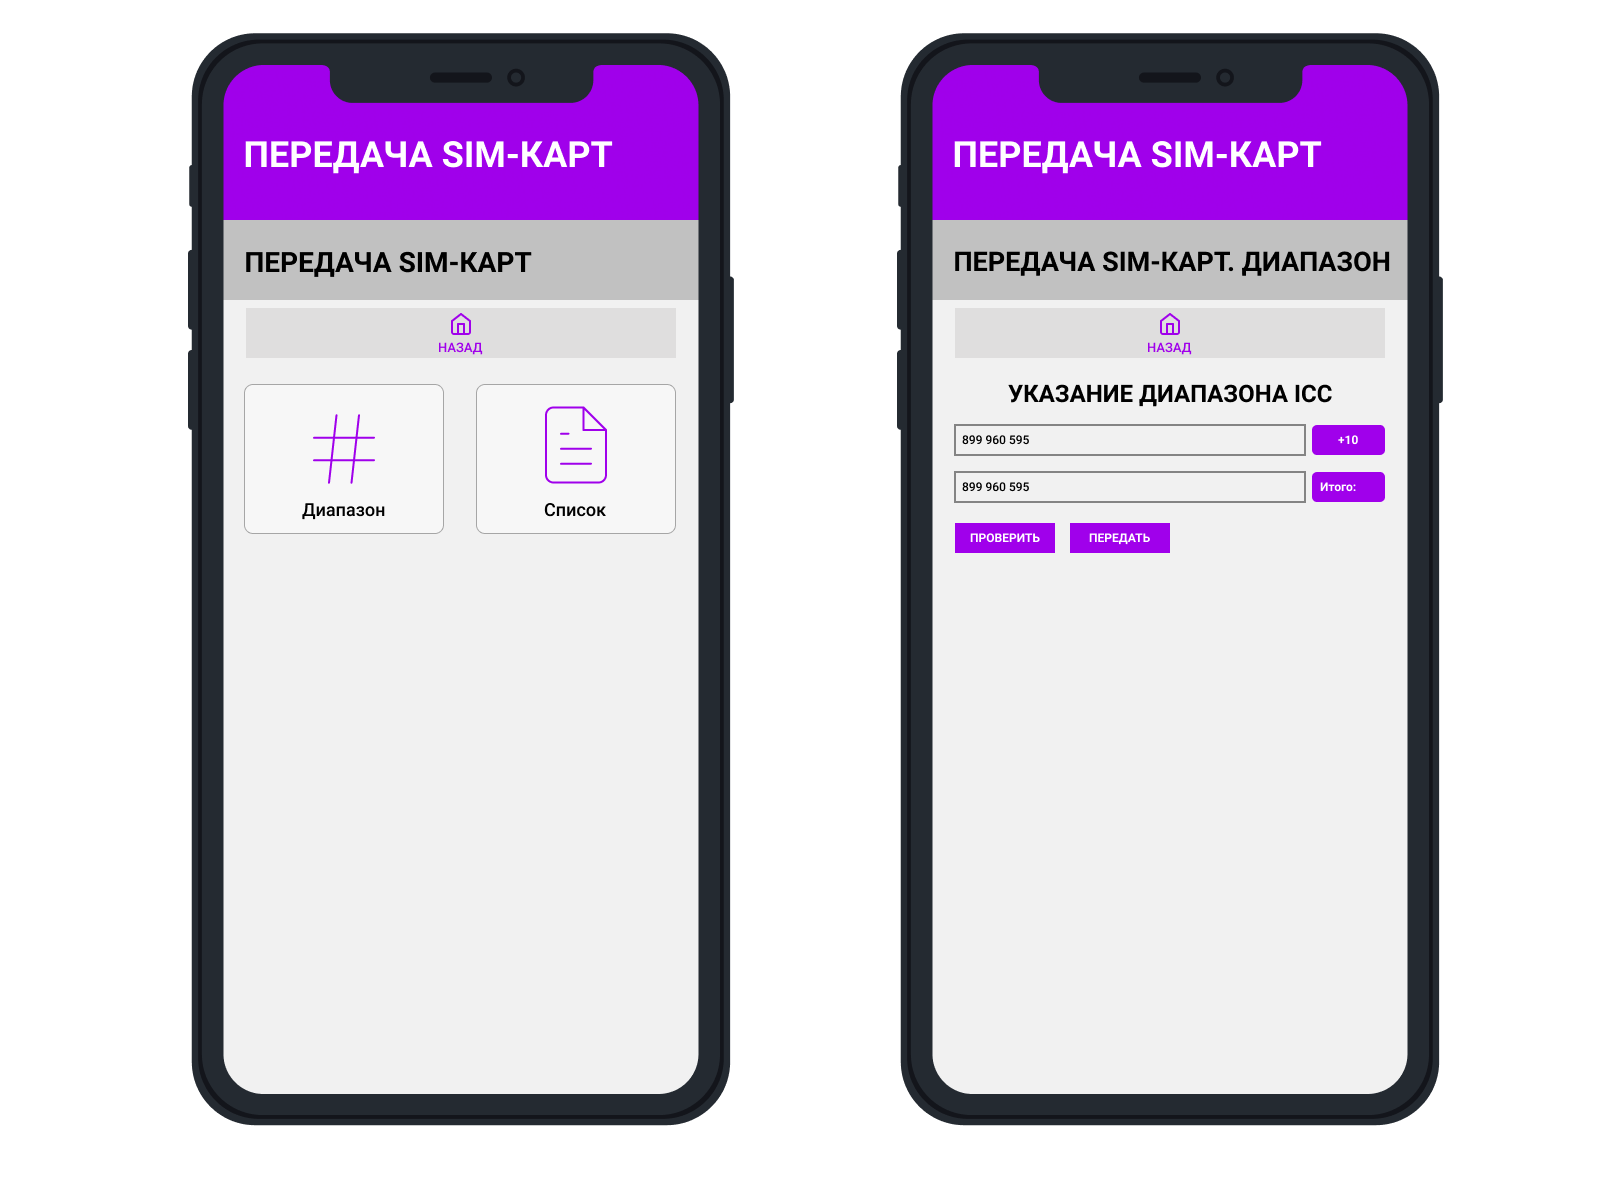 ПЕРЕДАЧА SIM-КАРТ
ПЕРЕДАЧА SIM-КАРТ
НАЗАД
Диапазон
Список
ПЕРЕДАЧА SIM-КАРТ
ПЕРЕДАЧА SIM-КАРТ. ДИАПАЗОН
НАЗАД
УКАЗАНИЕ ДИАПАЗОНА ICC
899 960 595
+10
899 960 595
Итого:
ПРОВЕРИТЬ
ПЕРЕДАТЬ